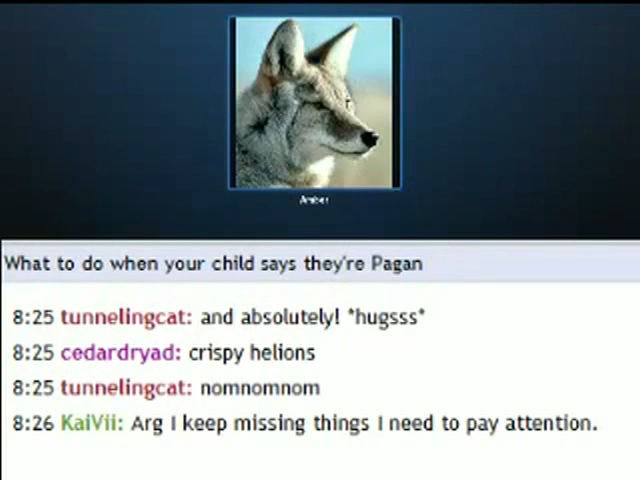 Amber
What to do when your child says they're Pagan
8:25 tunnelingcat: and absolutely! *hugsss*
8:25 cedardryad: crispy helions
8:25 tunnelingcat: nomnomnom
8:26 KaiVii: Arg I keep missing things I need to pay attention.